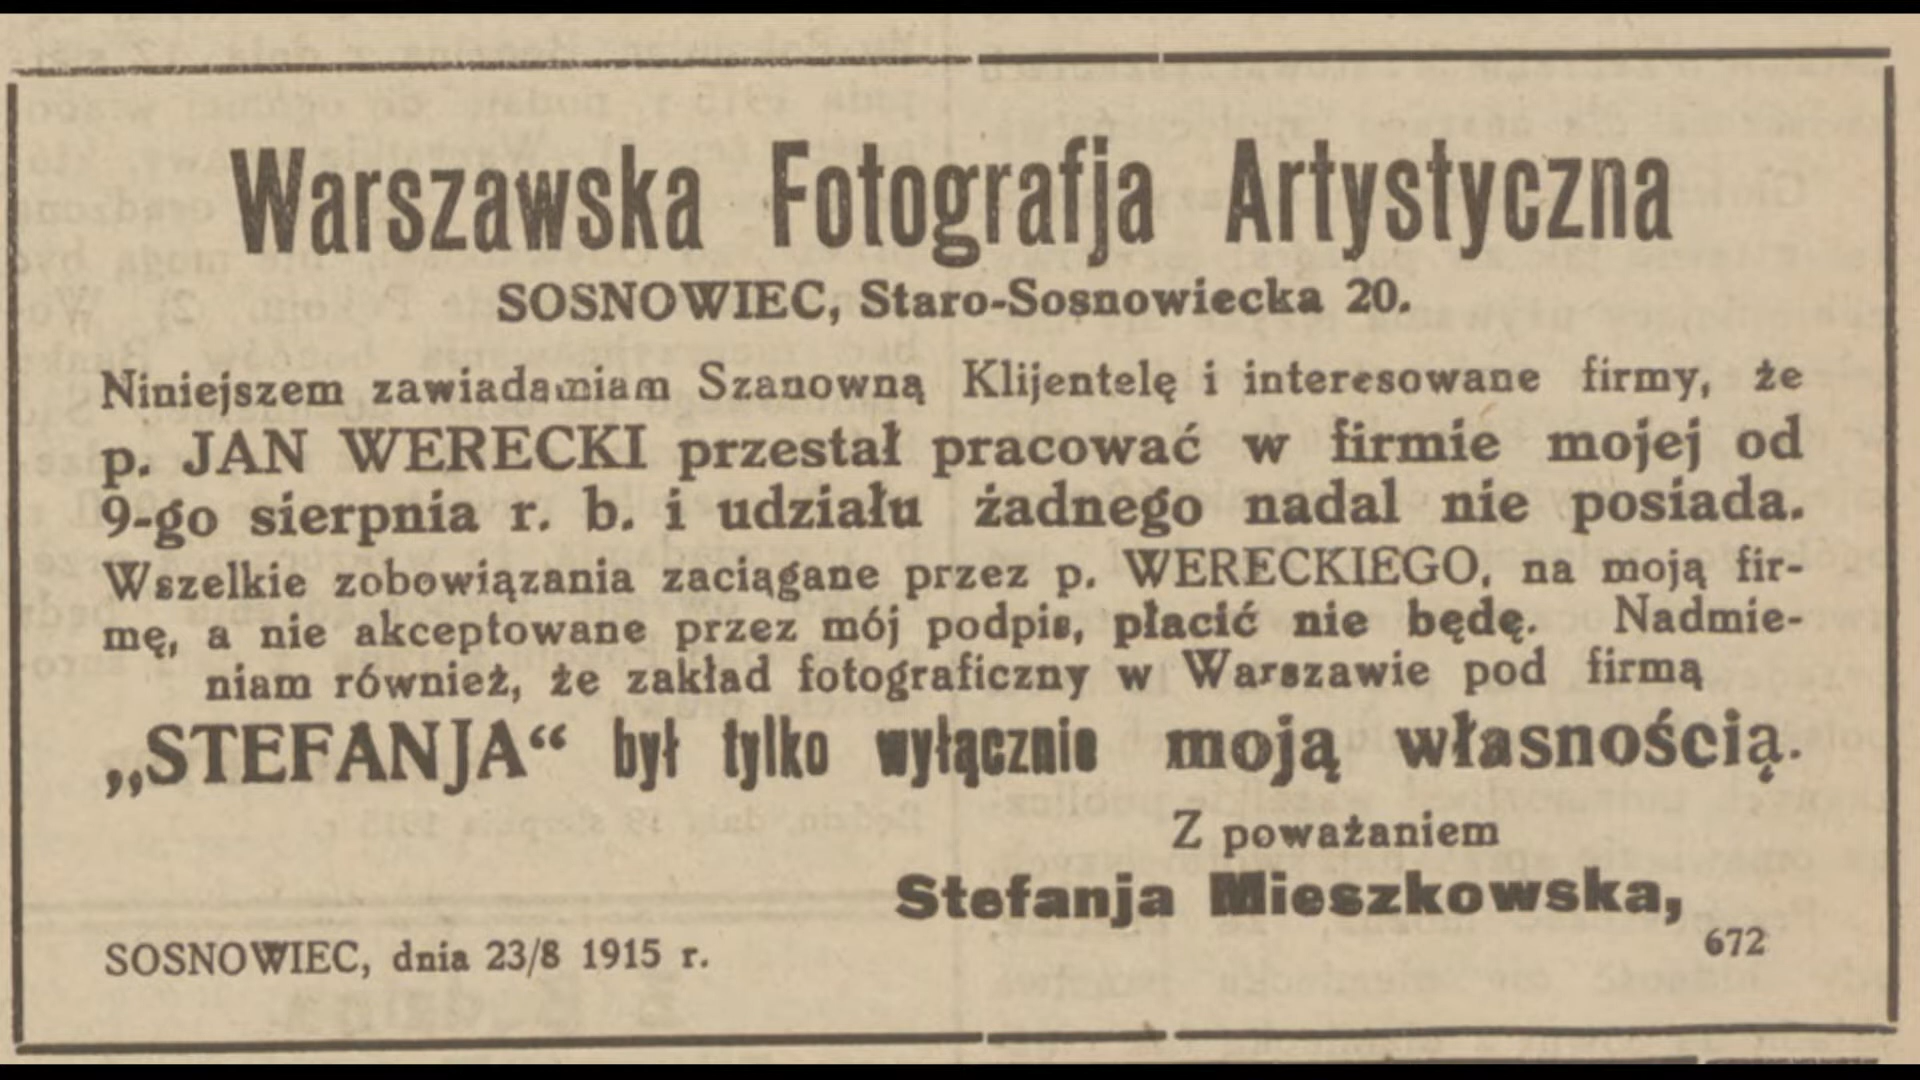 Warszawska Fotografja Artystyczna
SOSNOWIEC, Staro-Sosnowiecka 20.
Niniejszem zawiadamiam Szanowną Klijentelę i interesowane firmy, że
p. JAN WERECKI przestał pracować w firmie mojej od
9-go sierpnia r. b. i udziału żadnego nadal nie posiada.
Wszelkie zobowiązania zaciągane przez p. WERECKIEGO, na moją fir-
mę, a nie akceptowane przez mój podpis, płacić nie będę. Nadmie-
niam również, że zakład fotograficzny w Warszawie pod firmą
„STEFANJA“ był tylko wyłącznie moją własnością.
Z poważaniem
Stefanja Mieszkowska,
672
SOSNOWIEC, dnia 23/8 1915 r.